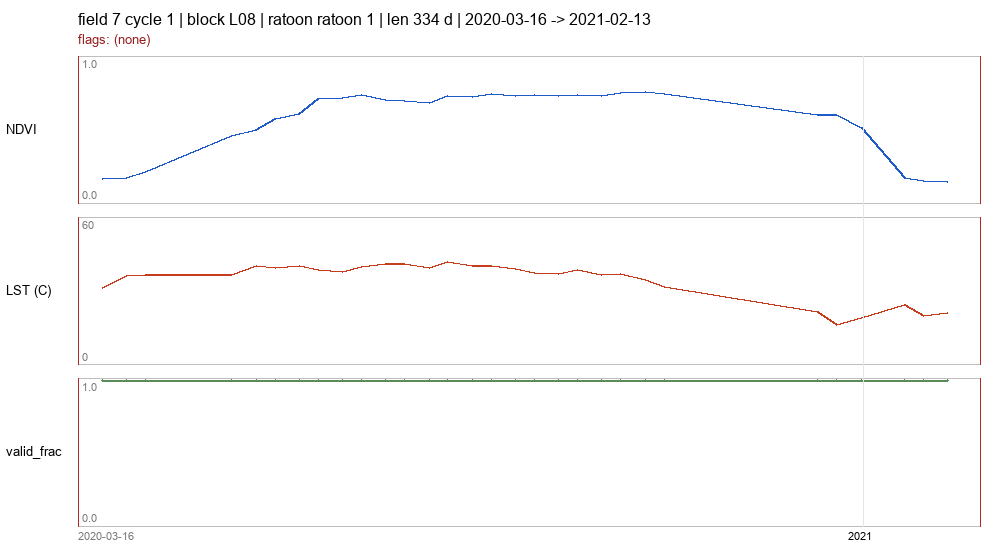 field 7 cycle 1 | block L08 | ratoon ratoon 1 | len 334 d | 2020-03-16 -> 2021-02-13
flags: (none)
1.0
NDVI
0.0
60
LST (C)
0
1.0
valid_frac
0.0
2020-03-16 2021